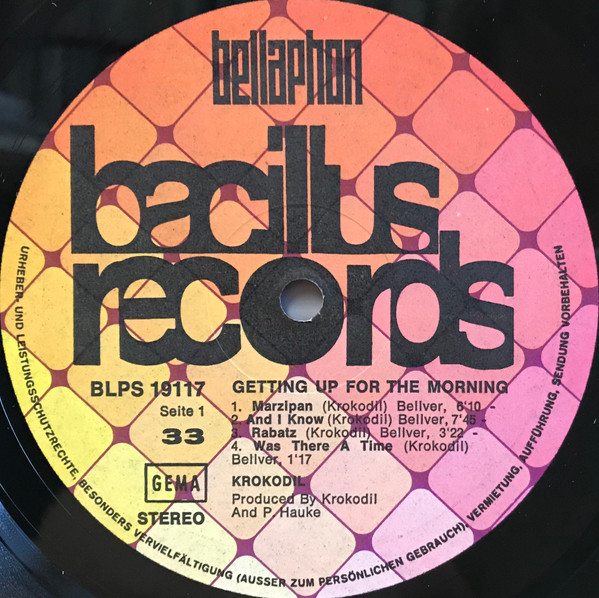 bellaphon
bacillus
records
BLPS 19117
Seite 1
33
GEMA
STEREO
GETTING UP FOR THE MORNING
1. Marzipan (Krokodil) Bellver, 6'10 -
2. And I Know (Krokodil) Bellver, 7'45 -
3. Rabatz (Krokodil) Bellver, 3'22 -
4. Was There A Time (Krokodil)
Bellver, 1'17
KROKODIL
Produced By Krokodil
And P. Hauke
URHEBER- UND LEISTUNGSSCHUTZRECHTE, BESONDERS VERVIELFÄLTIGUNG (AUSSER ZUM PERSÖNLICHEN GEBRAUCH), VERMIETUNG, AUFFÜHRUNG, SENDUNG VORBEHALTEN